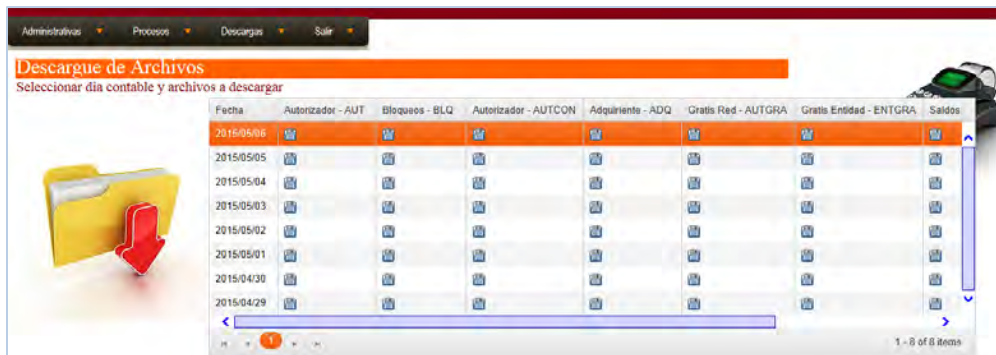 Administrativas Procesos Descargas Salir
Descargue de Archivos
Seleccionar dia contable y archivos a descargar
Fecha Autorizador - AUT Bloqueos - BLQ Autorizador - AUTCON Adquiriente - ADQ Gratis Red - AUTGRA Gratis Entidad - ENTGRA Saldos
2015/05/06
2015/05/05
2015/05/04
2015/05/03
2015/05/02
2015/05/01
2015/04/30
2015/04/29
1
1 - 8 of 8 items